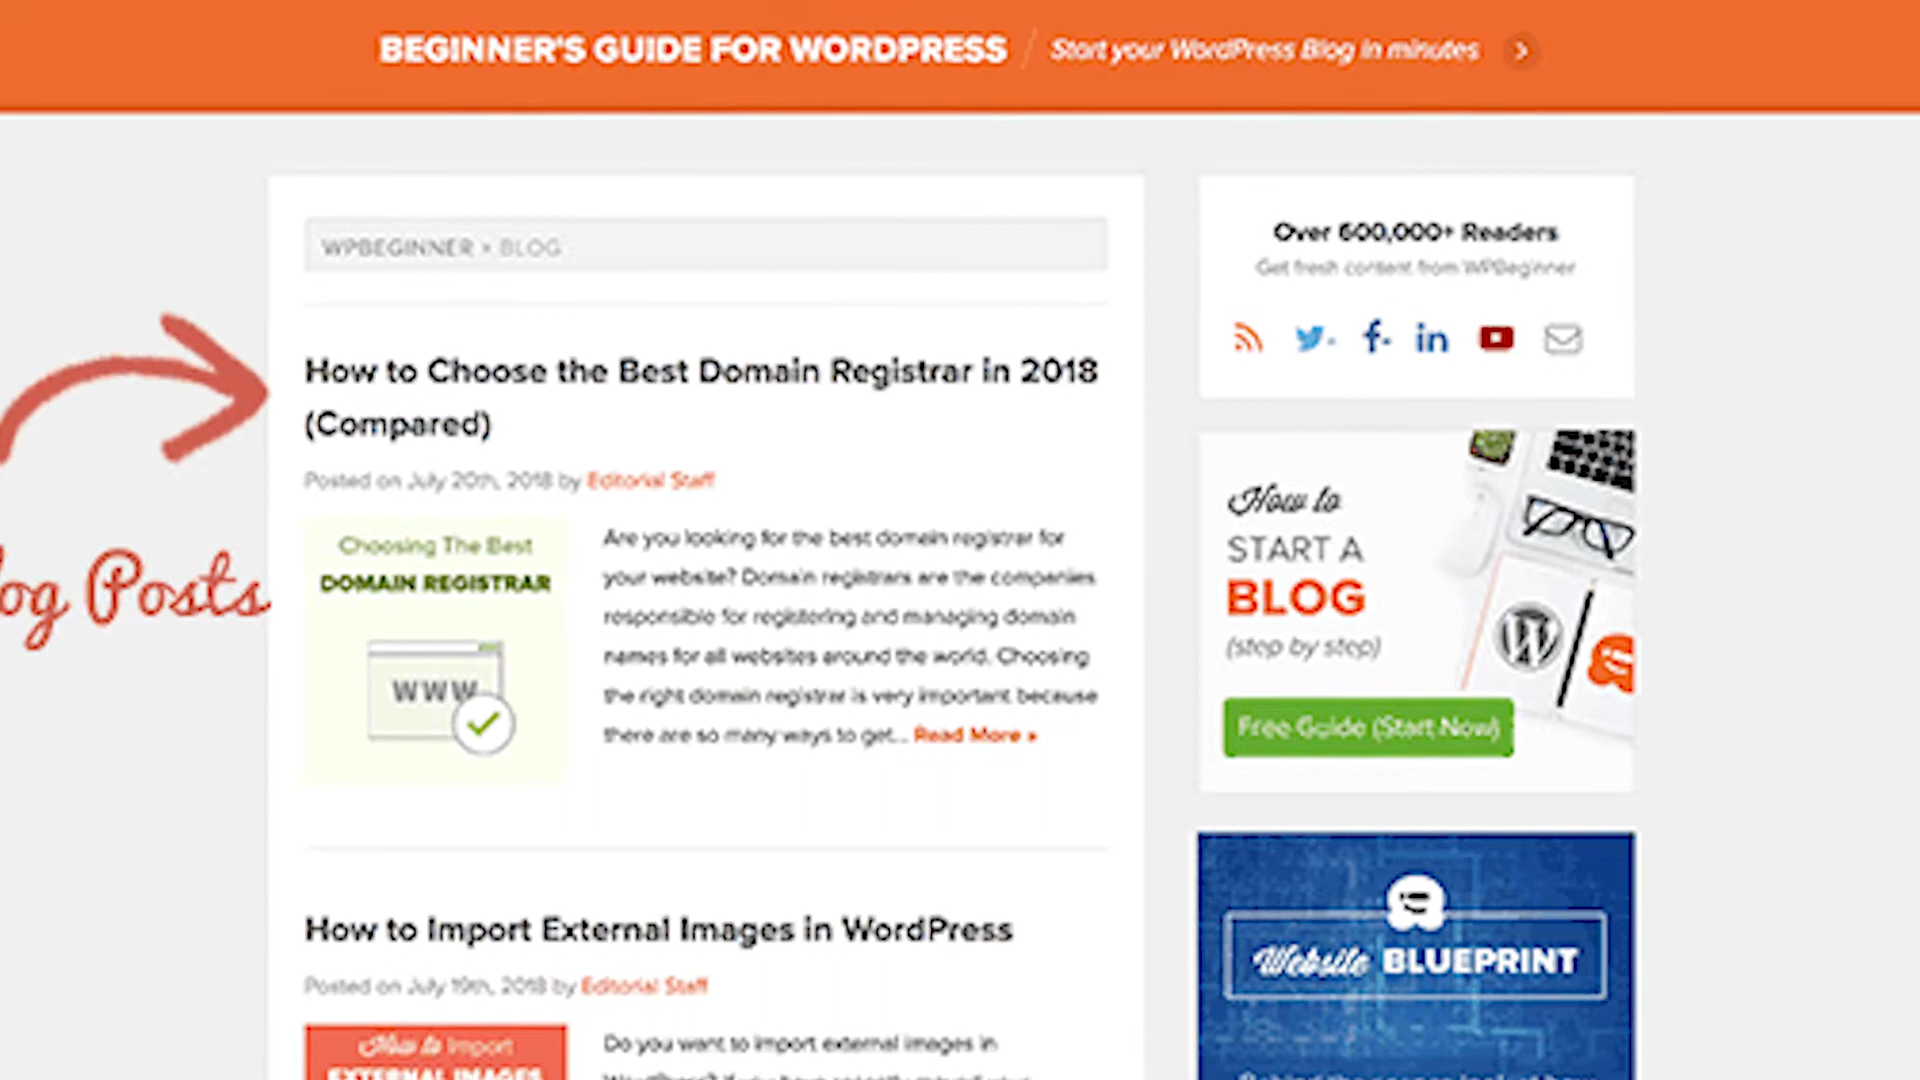 BEGINNER'S GUIDE FOR WORDPRESS / Start your WordPress Blog in minutes
WPBEGINNER » BLOG
How to Choose the Best Domain Registrar in 2018
(Compared)
Posted on July 20th, 2018 by Editorial Staff
Choosing The Best
DOMAIN REGISTRAR
WWW
Are you looking for the best domain registrar for
your website? Domain registrars are the companies
responsible for registering and managing domain
names for all websites around the world. Choosing
the right domain registrar is very important because
there are so many ways to get... Read More »
How to Import External Images in WordPress
Posted on July 19th, 2018 by Editorial Staff
How to Import
EXTERNAL IMAGES
Do you want to import external images in
og Posts
Over 600,000+ Readers
Get fresh content from WPBeginner
How to
START A
BLOG
(step by step)
Free Guide (Start Now)
Website BLUEPRINT